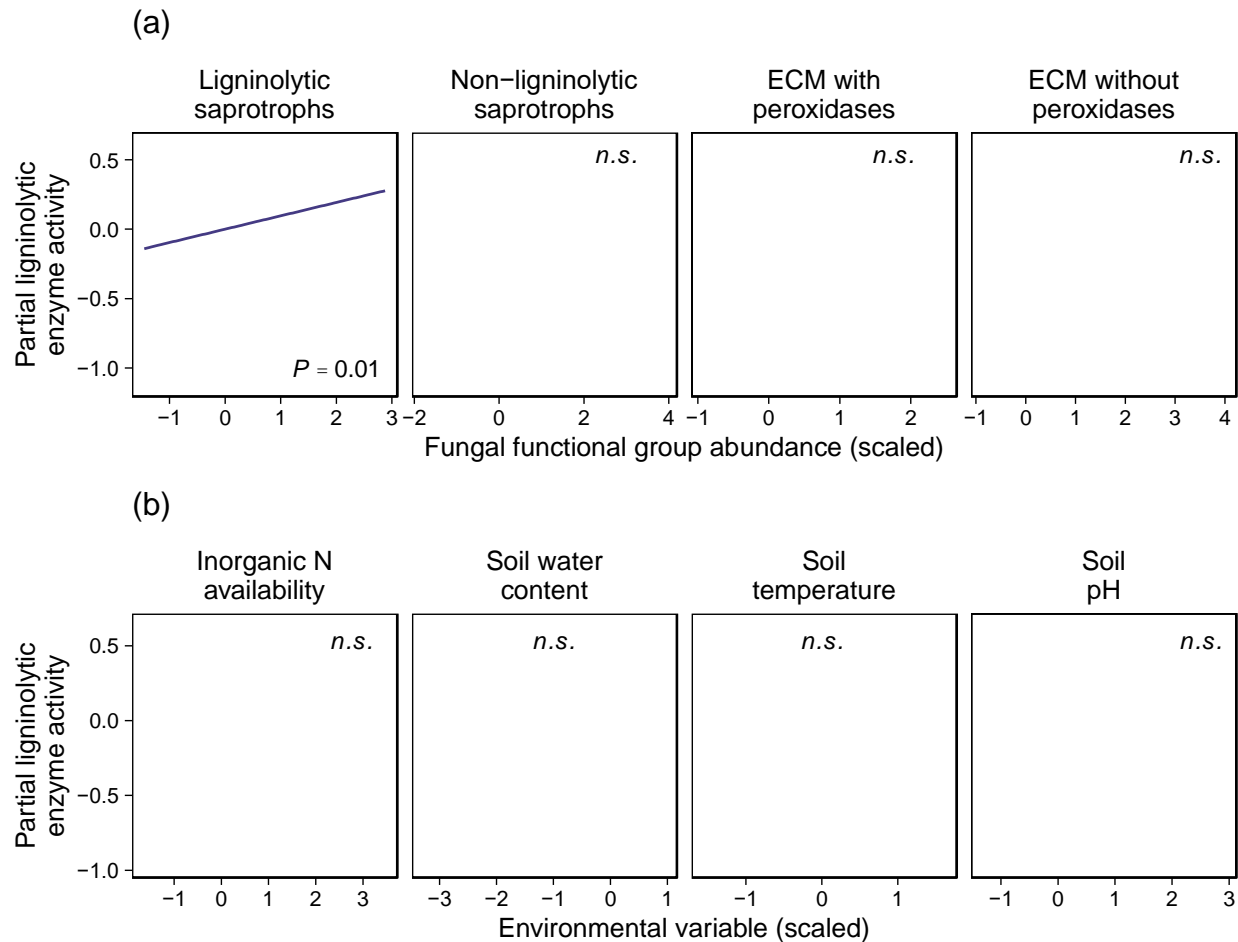 (a)
Ligninolytic
saprotrophs
Non−ligninolytic
saprotrophs
ECM with
peroxidases
ECM without
peroxidases
Partial ligninolytic
enzyme activity
0.5
0.0
−0.5
−1.0
P = 0.01
n.s.
n.s.
n.s.
−1 0 1 2 3
−2 0 2 4
−1 0 1 2
−1 0 1 2 3 4
Fungal functional group abundance (scaled)
(b)
Inorganic N
availability
Soil water
content
Soil
temperature
Soil
pH
Partial ligninolytic
enzyme activity
0.5
0.0
−0.5
−1.0
n.s.
n.s.
n.s.
n.s.
−1 0 1 2 3
−3 −2 −1 0 1
−1 0 1
−1 0 1 2 3
Environmental variable (scaled)